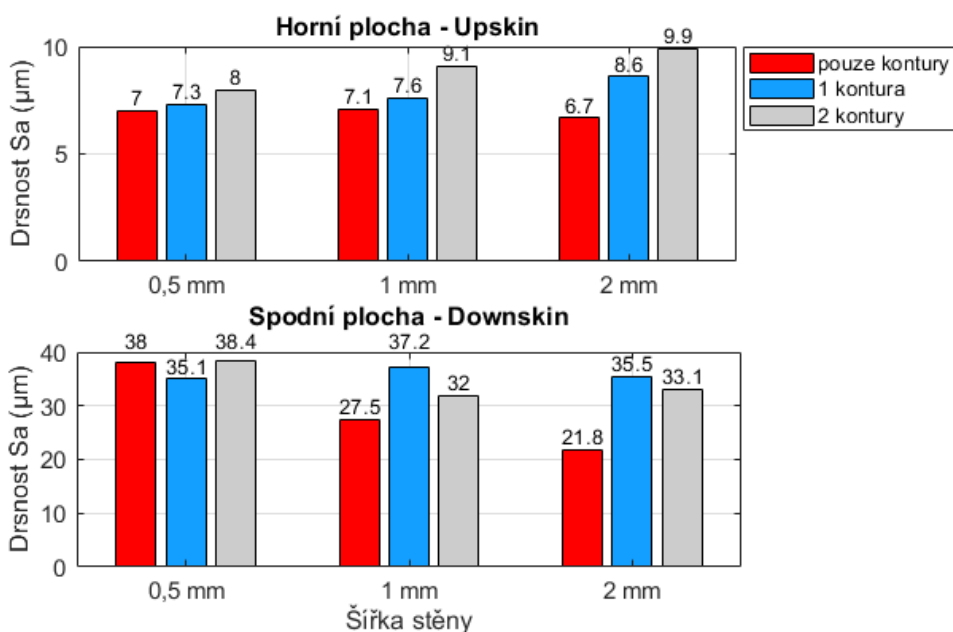 Horní plocha - Upskin
Drsnost Sa (µm)
10
5
0
7
7.3
8
7.1
7.6
9.1
6.7
8.6
9.9
0,5 mm
1 mm
2 mm
pouze kontury
1 kontura
2 kontury
Spodní plocha - Downskin
Drsnost Sa (µm)
40
30
20
10
0
38
35.1
38.4
27.5
37.2
32
21.8
35.5
33.1
0,5 mm
1 mm
2 mm
Šířka stěny